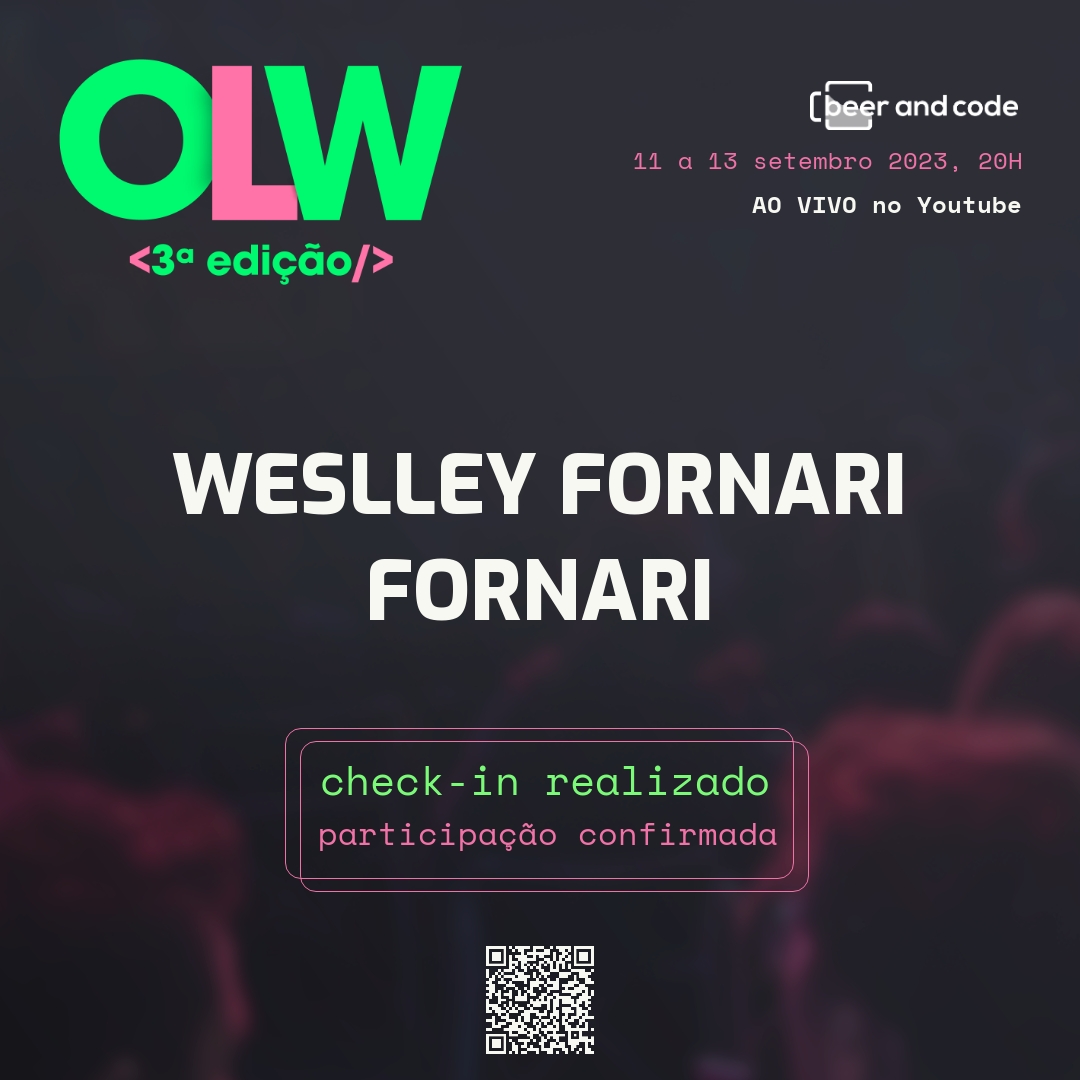 OLW
<3ª edição/>
beer and code
11 a 13 setembro 2023, 20H
AO VIVO no Youtube
WESLLEY FORNARI
FORNARI
check-in realizado
participação confirmada